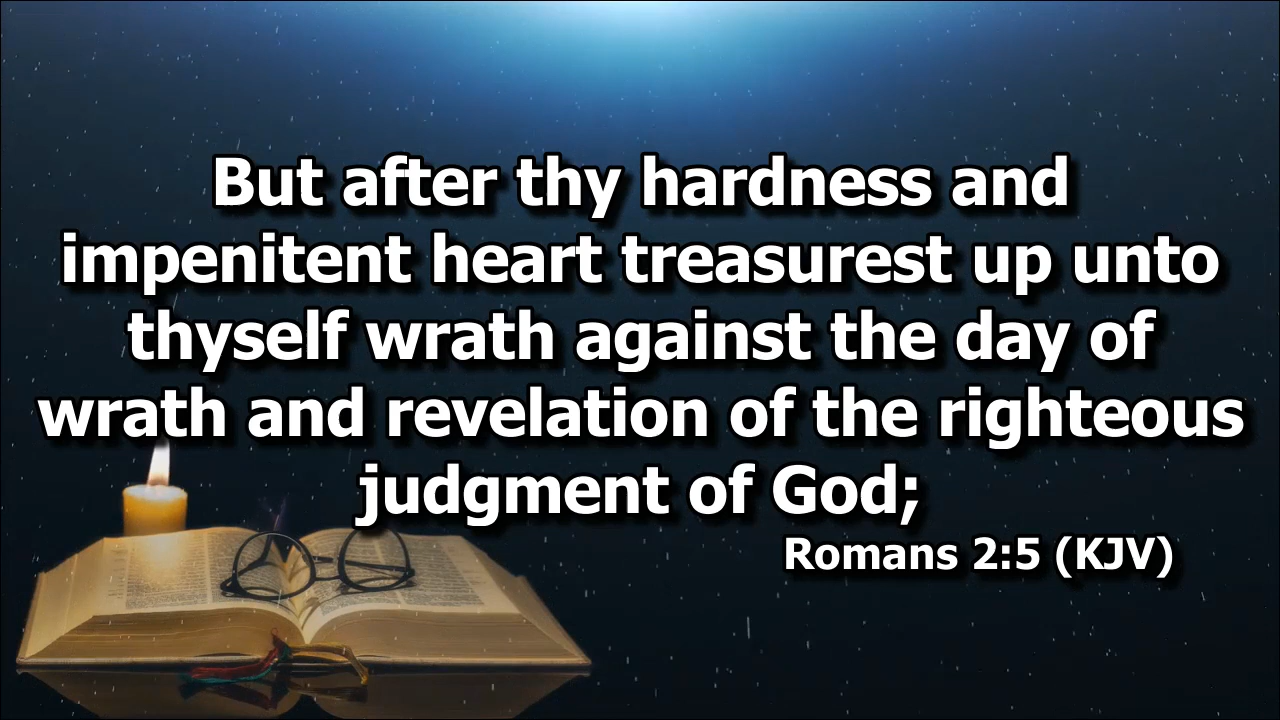 But after thy hardness and
impenitent heart treasurest up unto
thyself wrath against the day of
wrath and revelation of the righteous
judgment of God;
Romans 2:5 (KJV)